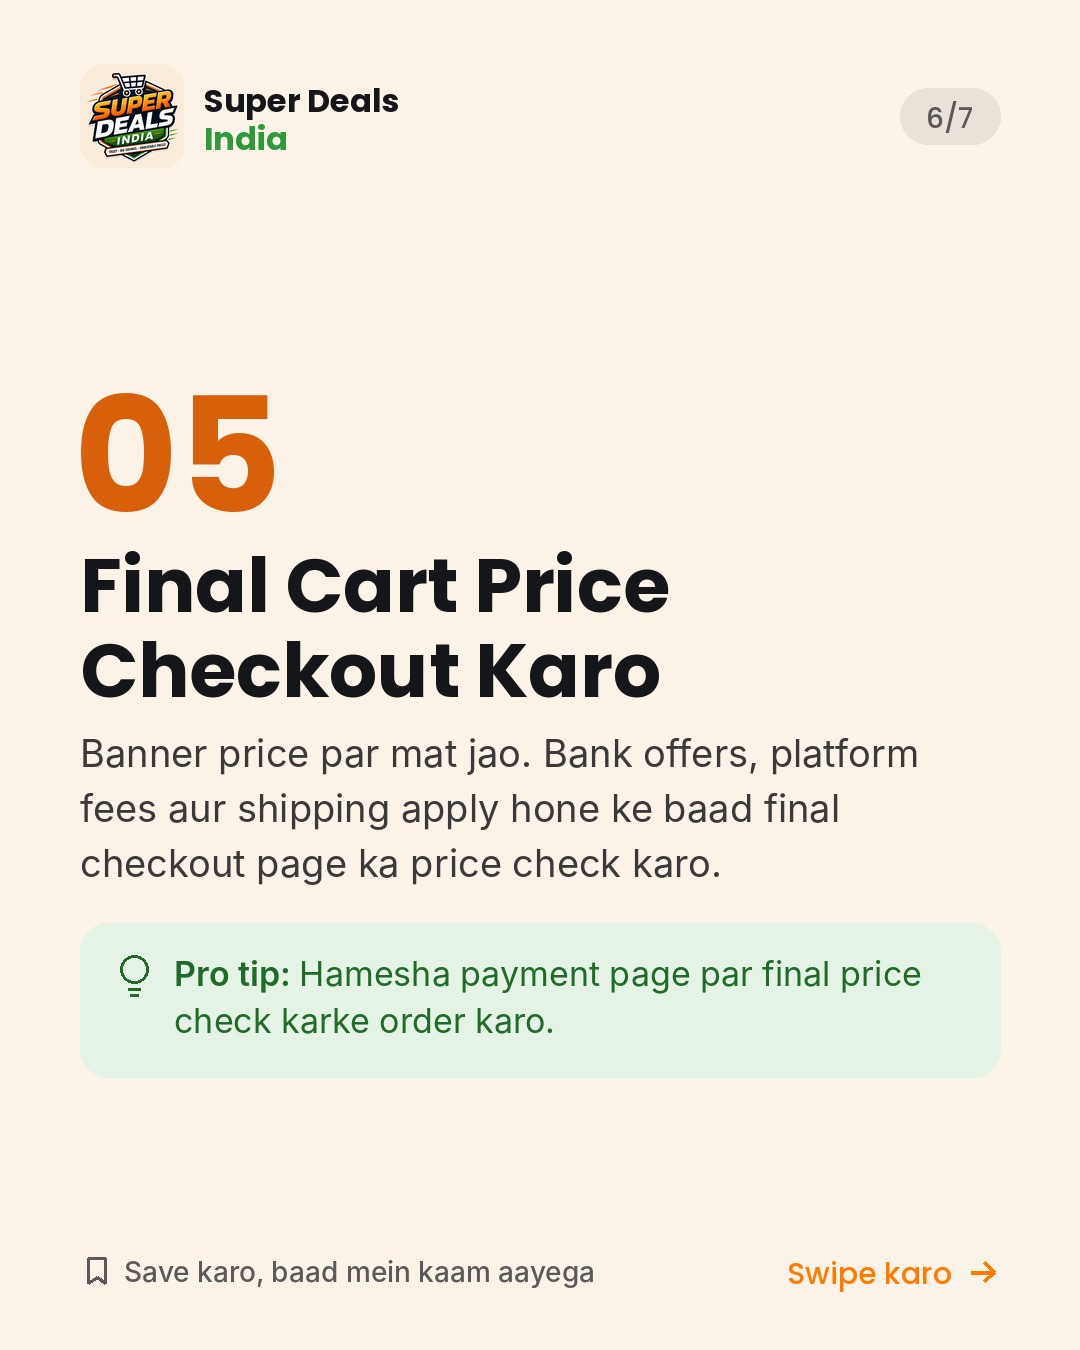 SUPER
DEALS
INDIA
Super Deals
India
6/7
05
Final Cart Price
Checkout Karo
Banner price par mat jao. Bank offers, platform
fees aur shipping apply hone ke baad final
checkout page ka price check karo.
Pro tip: Hamesha payment page par final price
check karke order karo.
Save karo, baad mein kaam aayega
Swipe karo